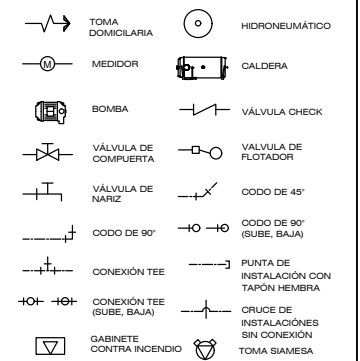 TOMA
DOMICILARIA
HIDRONEUMÁTICO
M
MEDIDOR
CALDERA
BOMBA
VÁLVULA CHECK
VÁLVULA DE
COMPUERTA
VALVULA DE
FLOTADOR
VÁLVULA DE
NARIZ
CODO DE 45°
CODO DE 90°
CODO DE 90°
(SUBE, BAJA)
CONEXIÓN TEE
PUNTA DE
INSTALACIÓN CON
TAPÓN HEMBRA
CONEXIÓN TEE
(SUBE, BAJA)
CRUCE DE
INSTALACIÓNES
SIN CONEXIÓN
GABINETE
CONTRA INCENDIO
TOMA SIAMESA